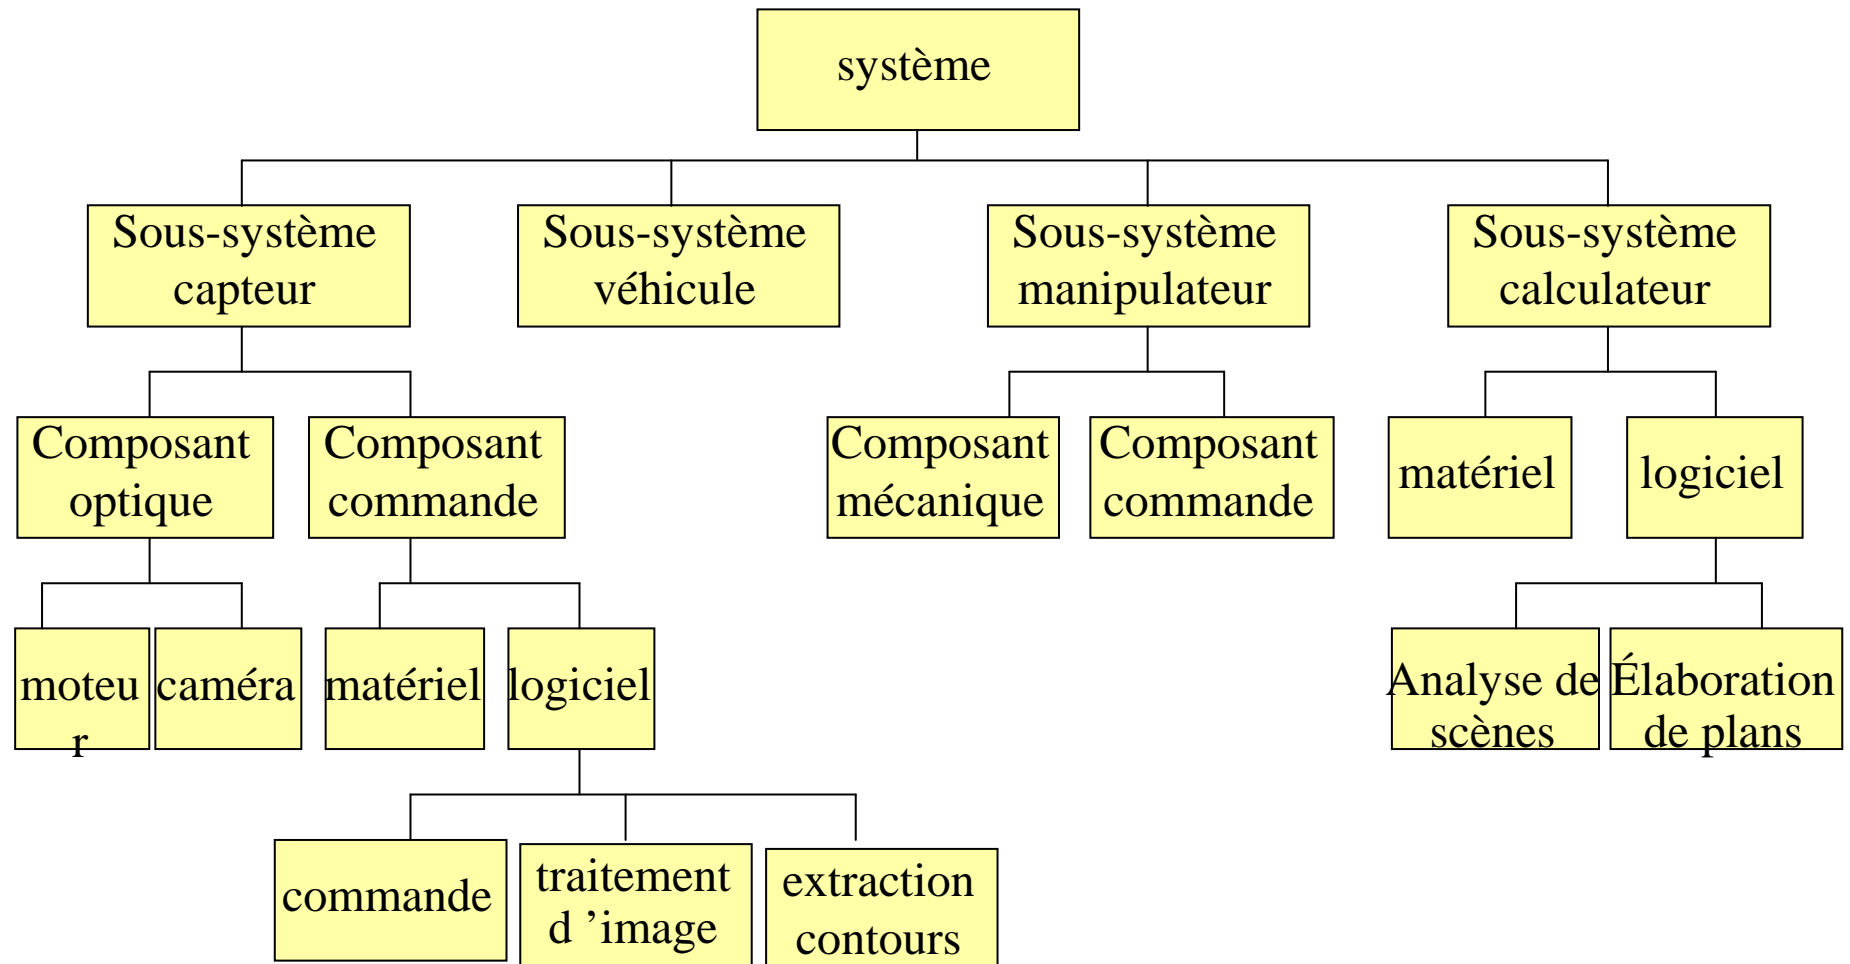 système
Sous-système
capteur
Sous-système
véhicule
Sous-système
manipulateur
Sous-système
calculateur
Composant
optique
Composant
commande
Composant
mécanique
Composant
commande
matériel
logiciel
moteu
r
caméra
matériel
logiciel
Analyse de
scènes
Élaboration
de plans
commande
traitement
d ’image
extraction
contours